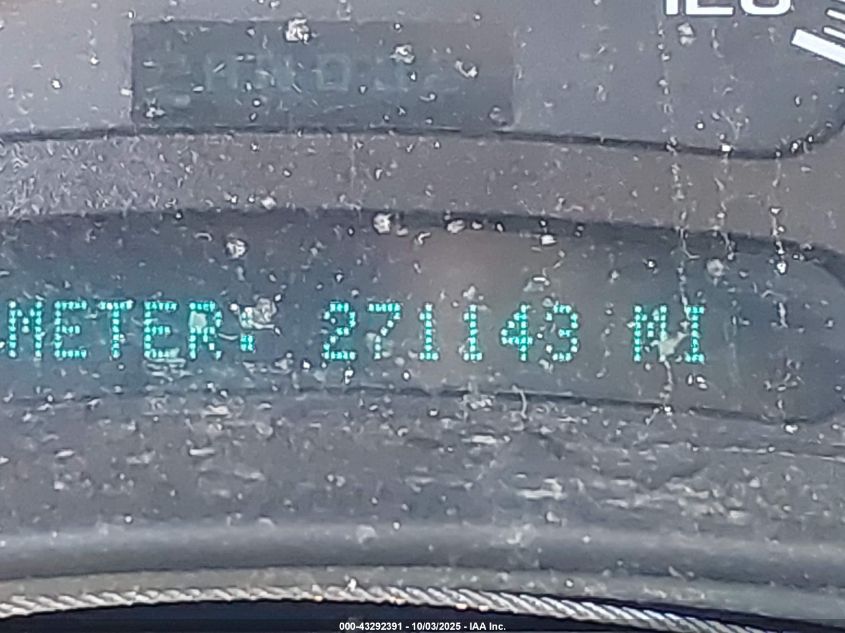 METER: 271143 MI
000-43292391 - 10/03/2025 - IAA Inc.